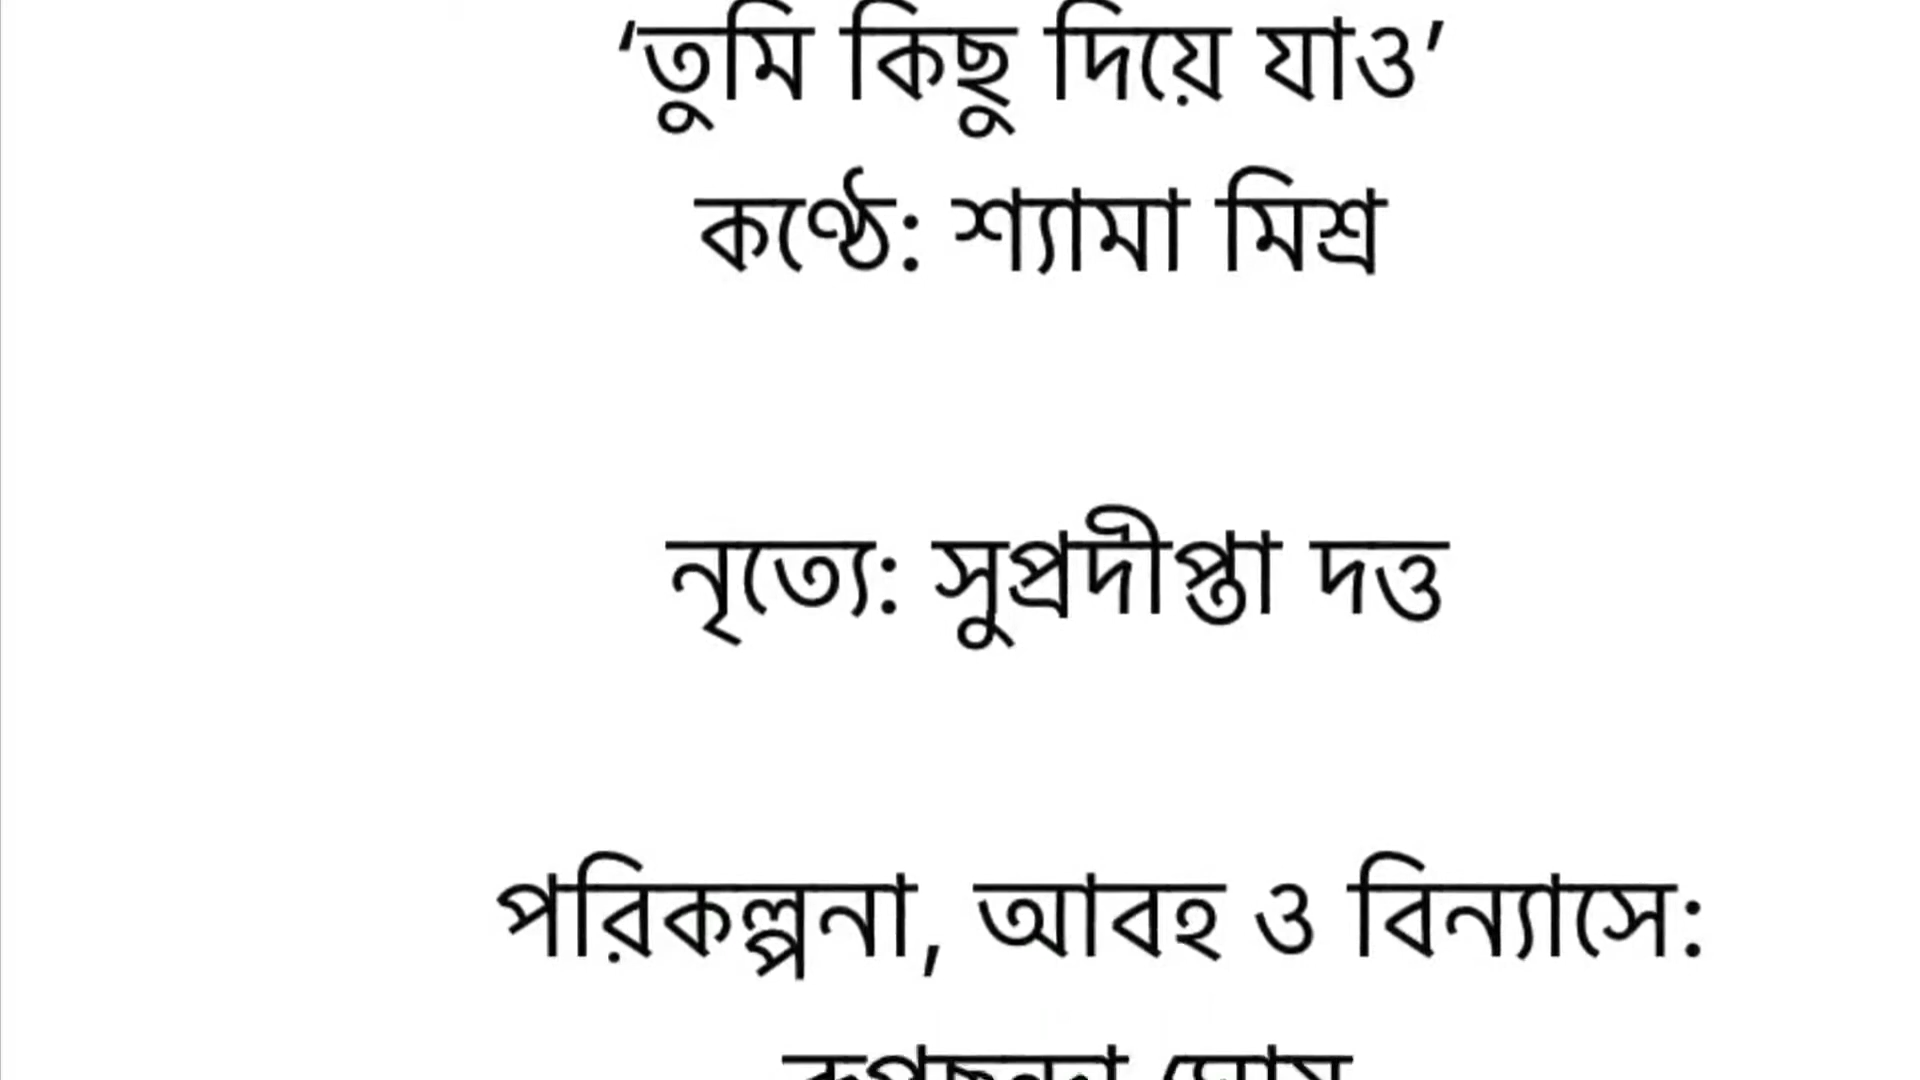 ‘তুমি কিছু দিয়ে যাও’
কণ্ঠে: শ্যামা মিশ্র
নৃত্যে: সুপ্রদীপ্তা দত্ত
পরিকল্পনা, আবহ ও বিন্যাসে: